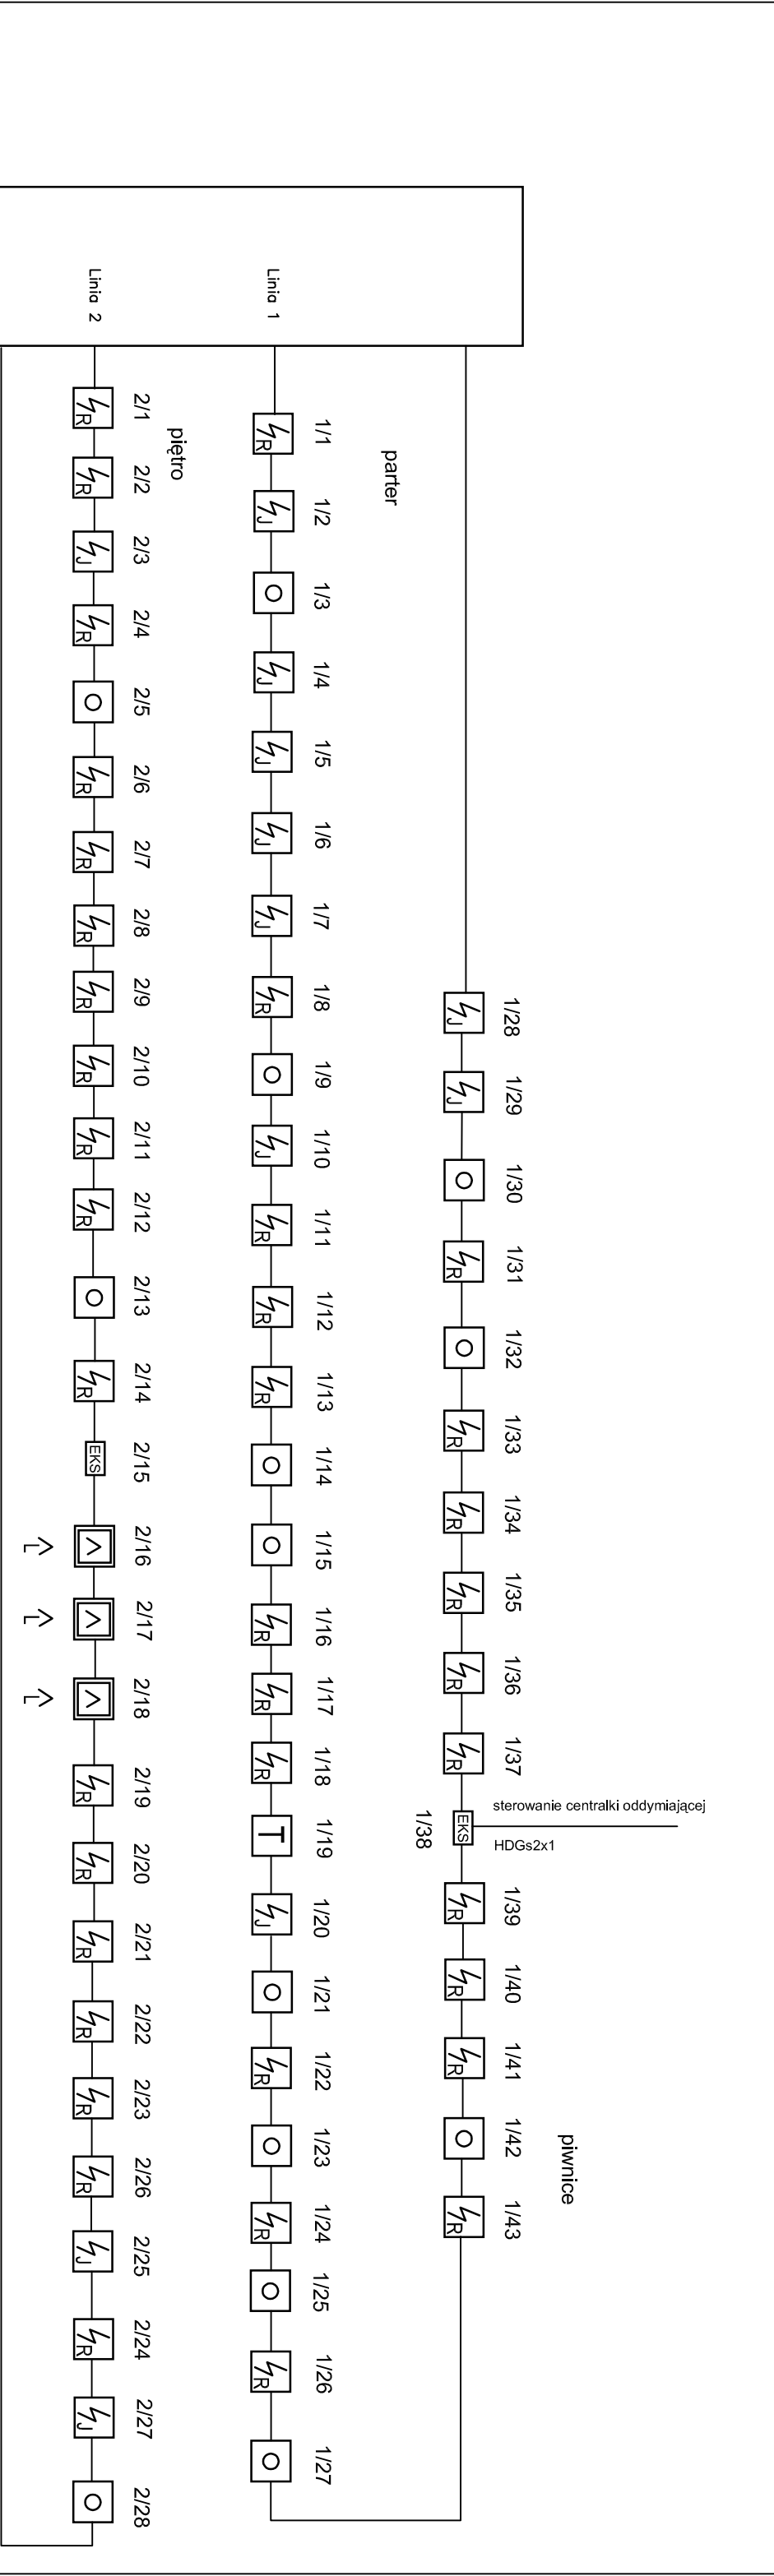 piwnice
1/28
1/29
1/30
1/31
1/32
1/33
1/34
1/35
1/36
1/37
1/38
1/39
1/40
1/41
1/42
1/43
J
J
R
R
R
R
R
R
EKS
R
R
R
R
sterowanie centralki oddymiającej
HDGs2x1
parter
Linia 1
1/1
1/2
1/3
1/4
1/5
1/6
1/7
1/8
1/9
1/10
1/11
1/12
1/13
1/14
1/15
1/16
1/17
1/18
1/19
1/20
1/21
1/22
1/23
1/24
1/25
1/26
1/27
R
J
J
J
J
J
R
J
R
R
R
R
R
R
T
J
R
R
R
piętro
Linia 2
2/1
2/2
2/3
2/4
2/5
2/6
2/7
2/8
2/9
2/10
2/11
2/12
2/13
2/14
2/15
2/16
2/17
2/18
2/19
2/20
2/21
2/22
2/23
2/26
2/25
2/24
2/27
2/28
R
R
J
R
R
R
R
R
R
R
R
R
EKS
R
R
R
R
R
R
J
R
J